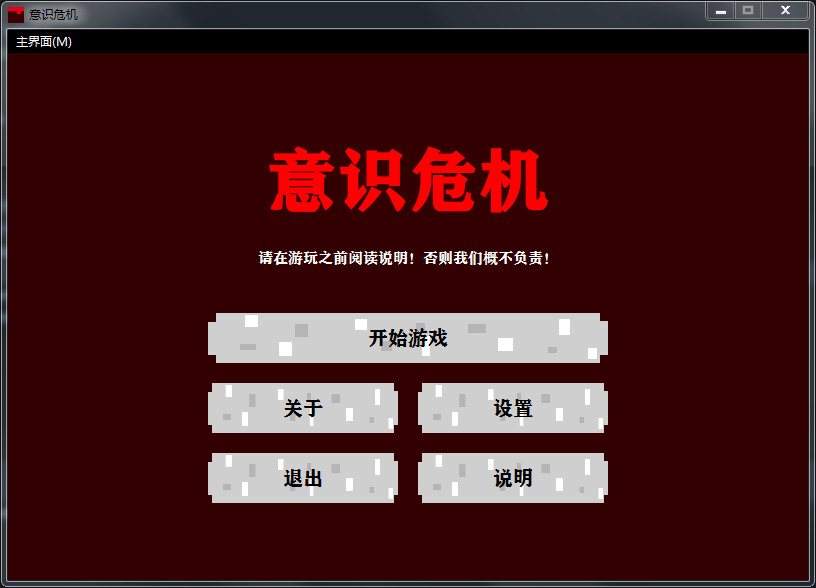 意识危机
主界面(M)
意识危机
请在游玩之前阅读说明！否则我们概不负责！
开始游戏
关于
设置
退出
说明